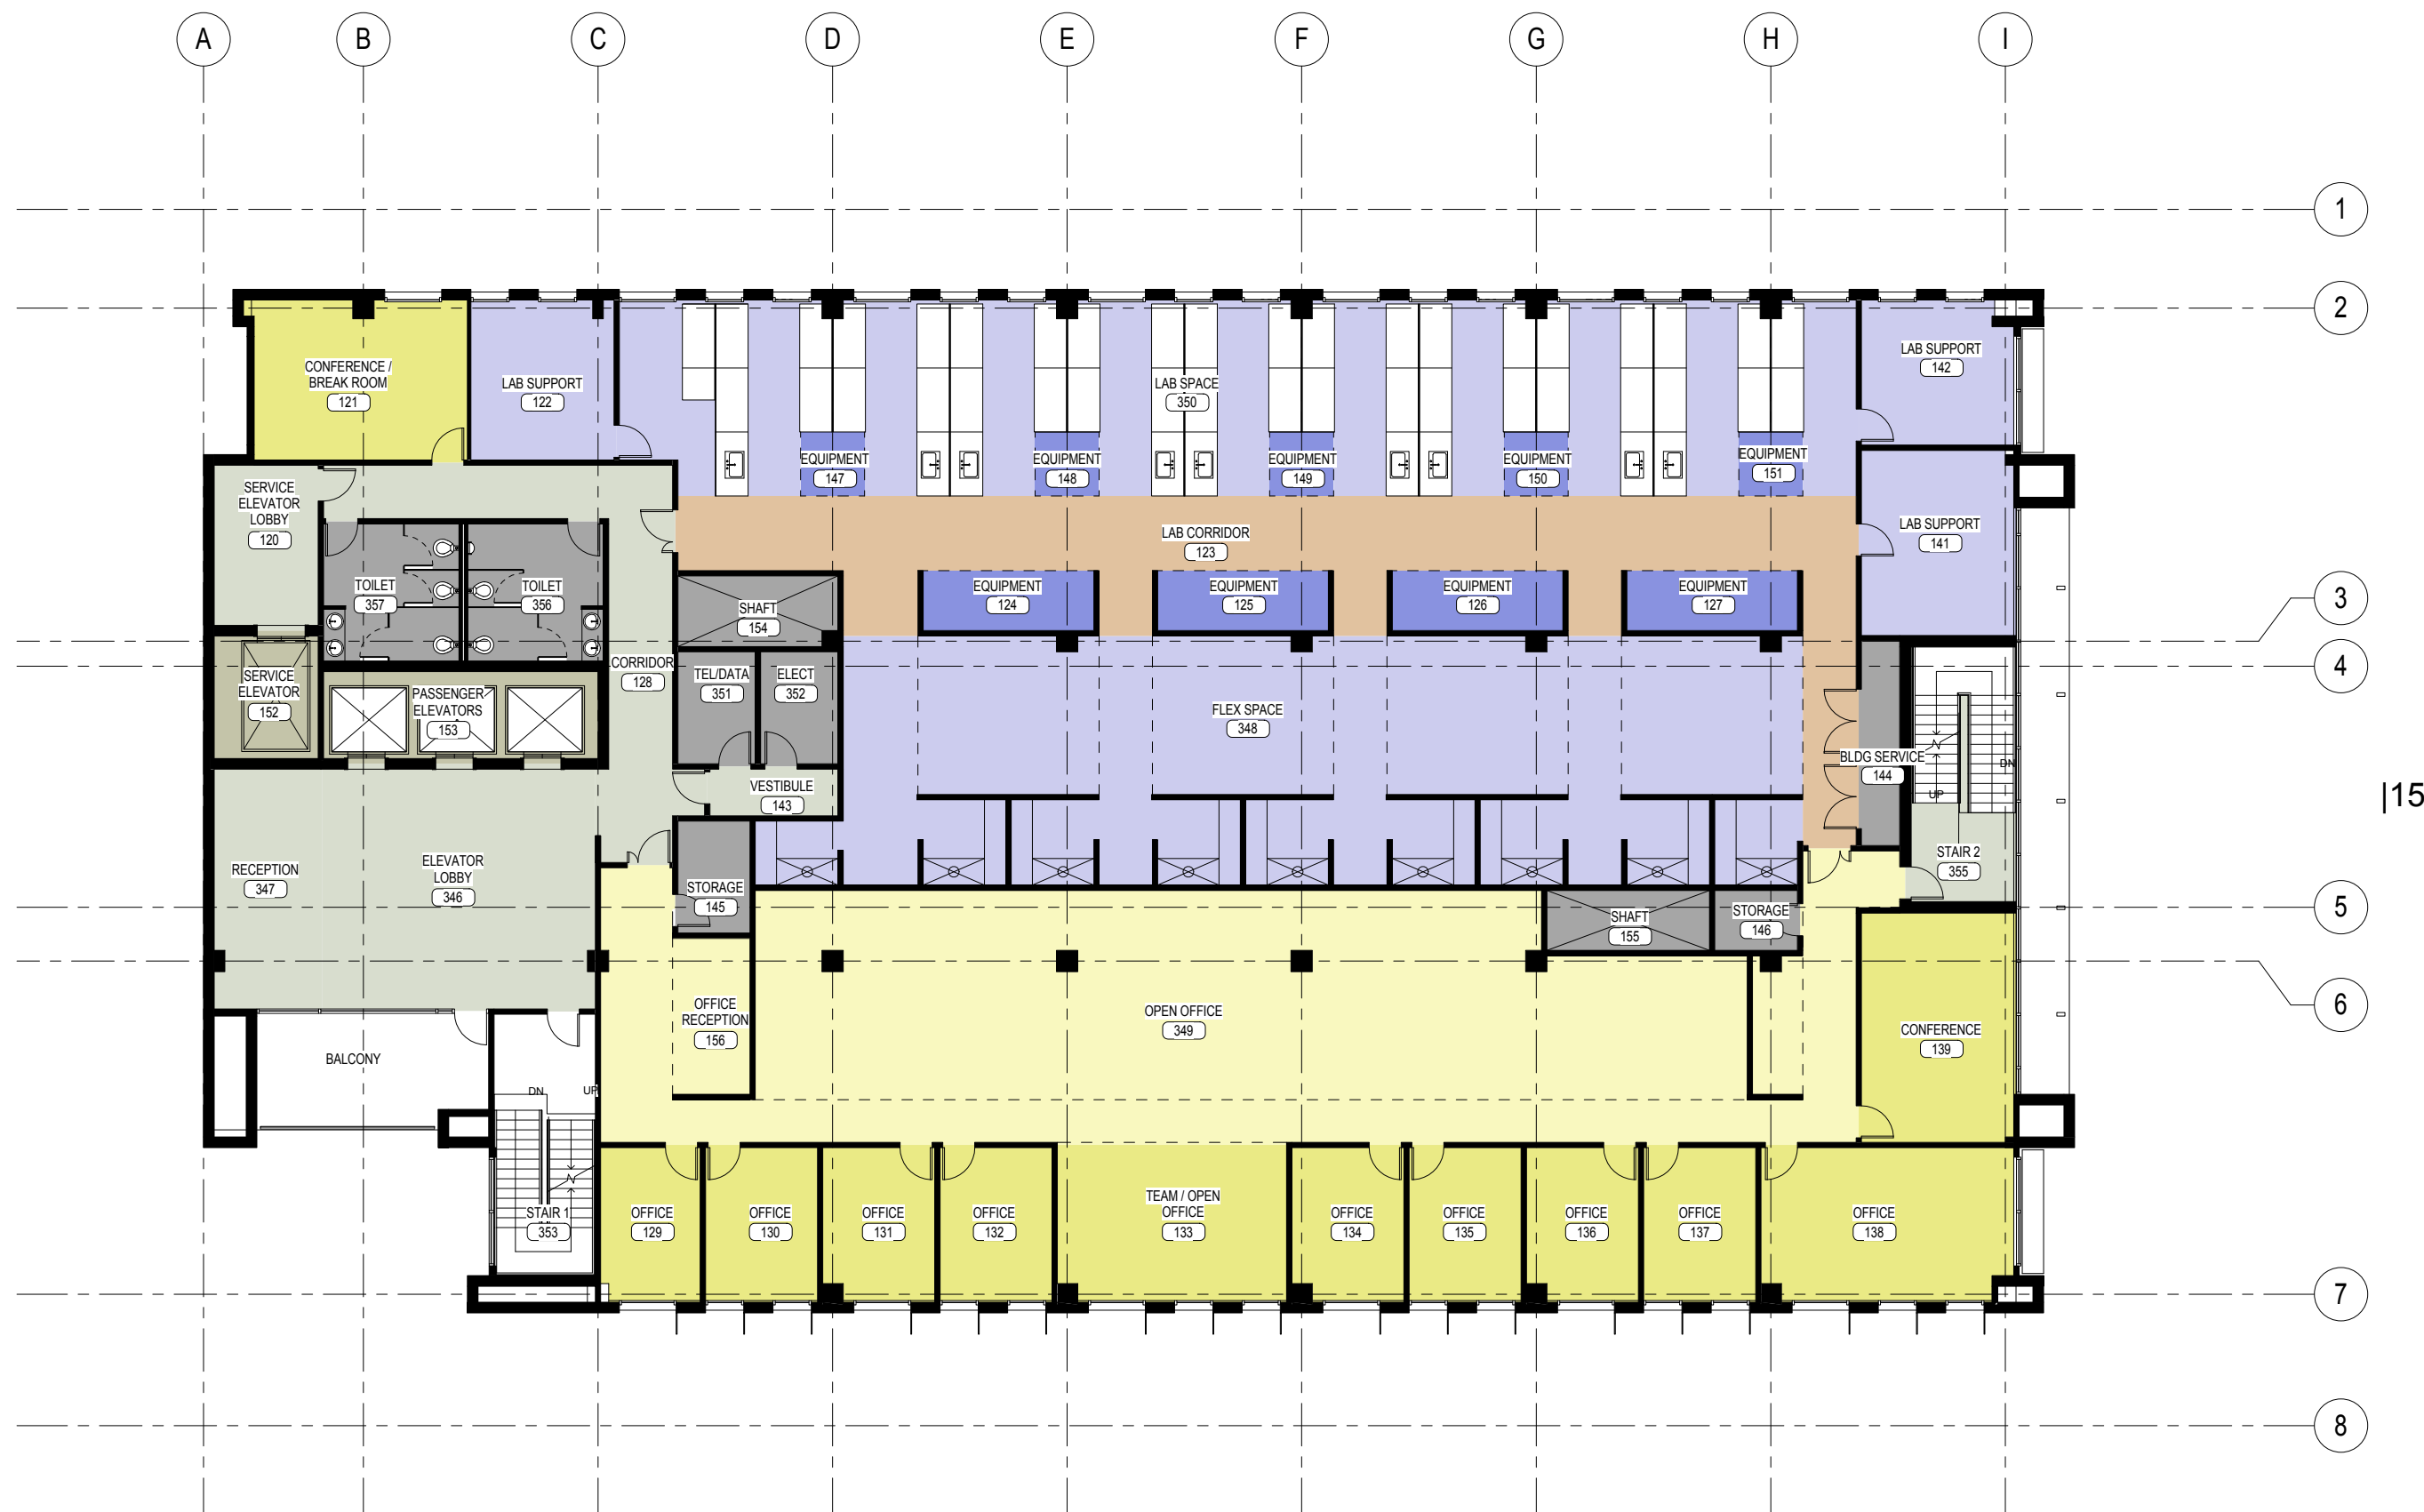 A B C D E F G H I
1
2
CONFERENCE /
BREAK ROOM
121
LAB SUPPORT
122
LAB SPACE
350
LAB SUPPORT
142
EQUIPMENT
147
EQUIPMENT
148
EQUIPMENT
149
EQUIPMENT
150
EQUIPMENT
151
SERVICE
ELEVATOR
LOBBY
120
LAB CORRIDOR
123
LAB SUPPORT
141
TOILET
357
TOILET
356
SHAFT
154
EQUIPMENT
124
EQUIPMENT
125
EQUIPMENT
126
EQUIPMENT
127
3
4
SERVICE
ELEVATOR
152
PASSENGER
ELEVATORS
153
CORRIDOR
128
TEL/DATA
351
ELECT
352
FLEX SPACE
348
BLDG SERVICE
144
DN
UP
|15
VESTIBULE
143
RECEPTION
347
ELEVATOR
LOBBY
346
STORAGE
145
STAIR 2
355
SHAFT
155
STORAGE
146
5
6
OFFICE
RECEPTION
156
OPEN OFFICE
349
CONFERENCE
139
BALCONY
DN
UP
STAIR 1
353
OFFICE
129
OFFICE
130
OFFICE
131
OFFICE
132
TEAM / OPEN
OFFICE
133
OFFICE
134
OFFICE
135
OFFICE
136
OFFICE
137
OFFICE
138
7
8